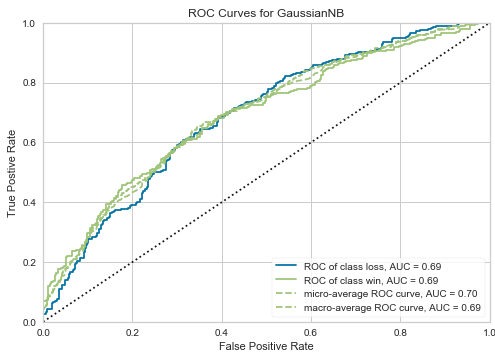 ROC Curves for GaussianNB
True Postive Rate
1.0
0.8
0.6
0.4
0.2
0.0
0.0 0.2 0.4 0.6 0.8 1.0
False Positive Rate
ROC of class loss, AUC = 0.69
ROC of class win, AUC = 0.69
micro-average ROC curve, AUC = 0.70
macro-average ROC curve, AUC = 0.69